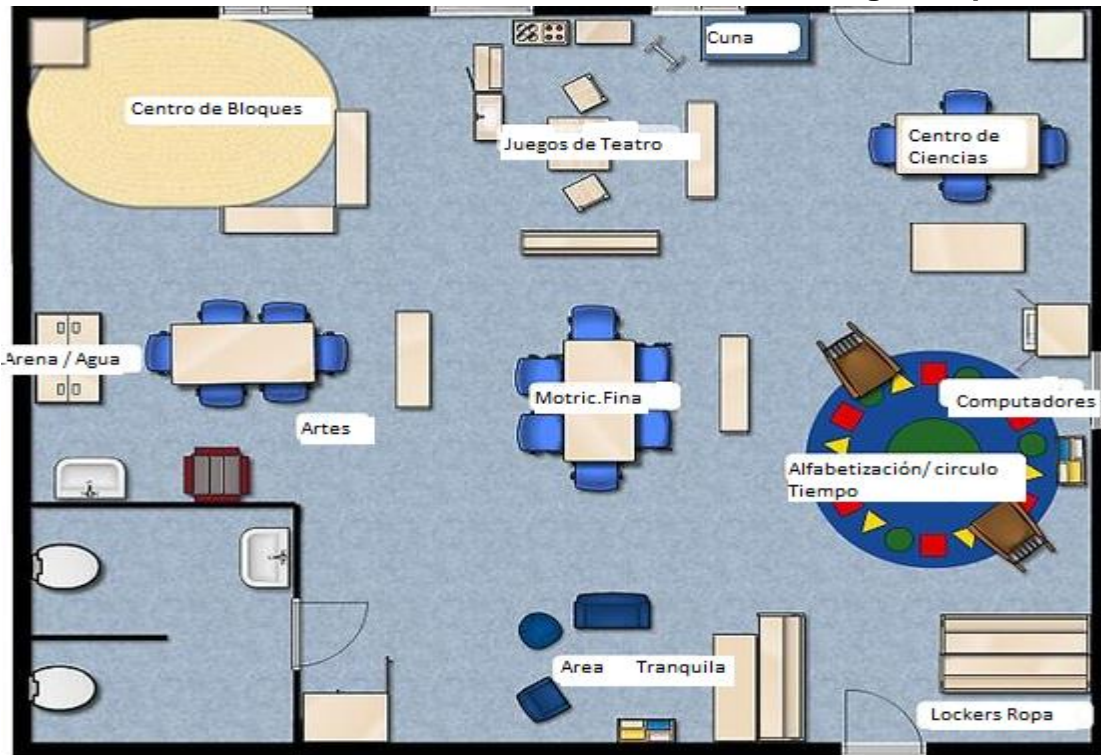 Cuna
Centro de Bloques
Juegos de Teatro
Centro de
Ciencias
Arena / Agua
Motric.Fina
Computadores
Artes
Alfabetización/ circulo
Tiempo
Area Tranquila
Lockers Ropa